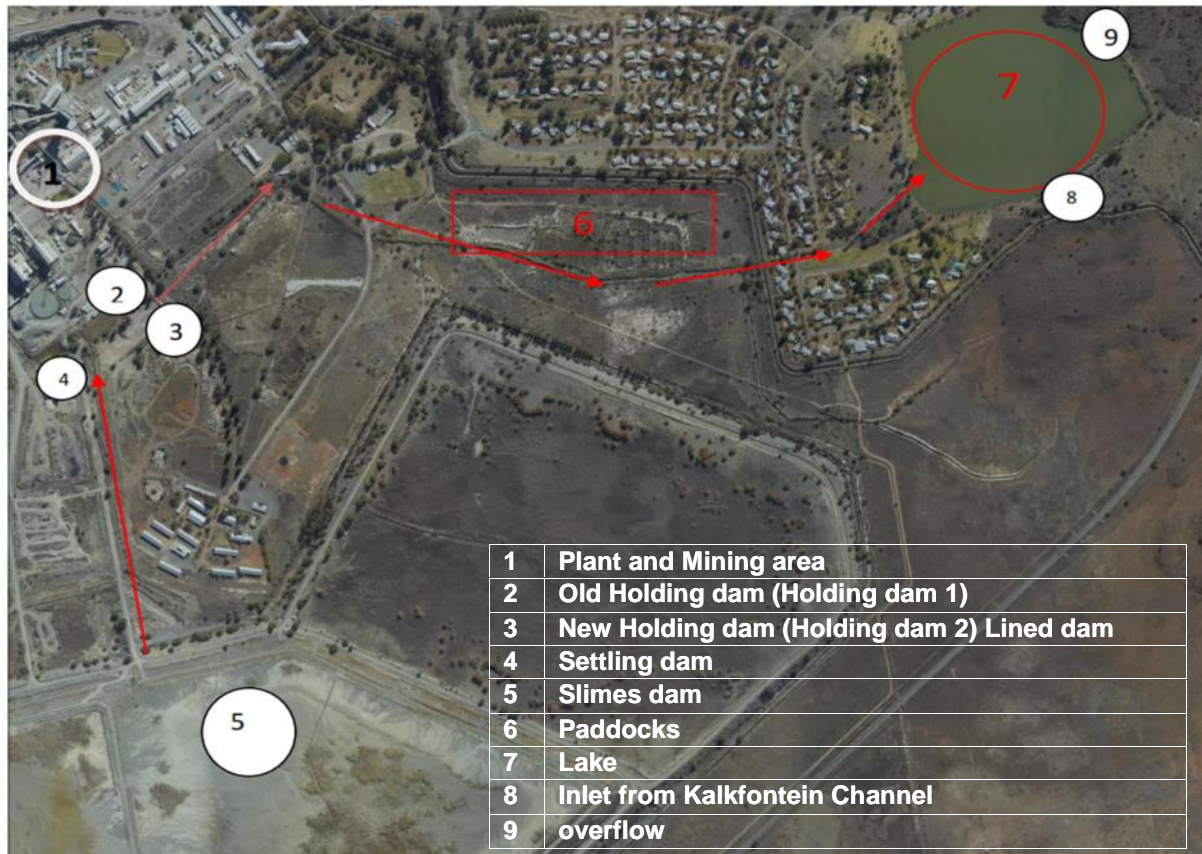 9
7
1
8
6
2
3
4
5
1 Plant and Mining area
2 Old Holding dam (Holding dam 1)
3 New Holding dam (Holding dam 2) Lined dam
4 Settling dam
5 Slimes dam
6 Paddocks
7 Lake
8 Inlet from Kalkfontein Channel
9 overflow